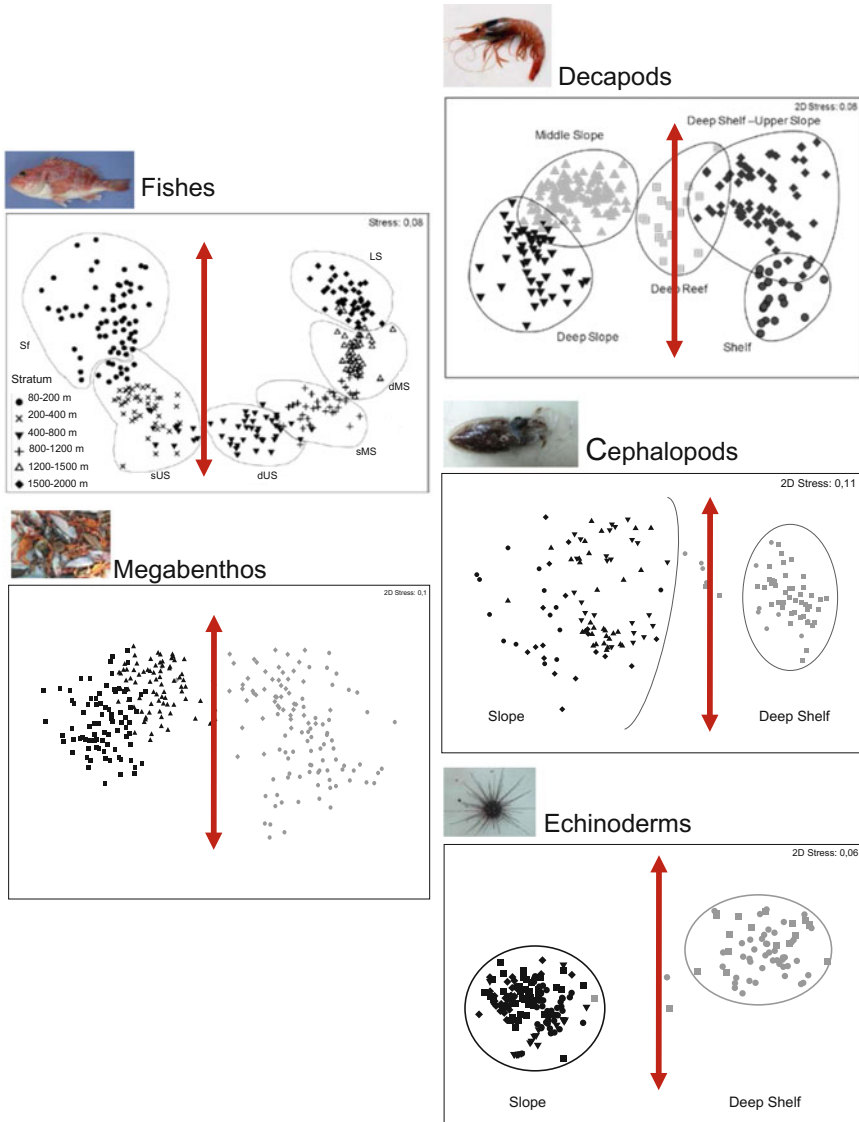 Fishes
Stress: 0,08
LS
Sf
dMS
Stratum
80-200 m
200-400 m
400-800 m
800-1200 m
1200-1500 m
1500-2000 m
sMS
sUS
dUS
Megabenthos
2D Stress: 0,1
Decapods
2D Stress: 0.08
Deep Shelf –Upper Slope
Middle Slope
Deep Reef
Deep Slope
Shelf
Cephalopods
2D Stress: 0,11
Slope
Deep Shelf
Echinoderms
2D Stress: 0,06
Slope
Deep Shelf